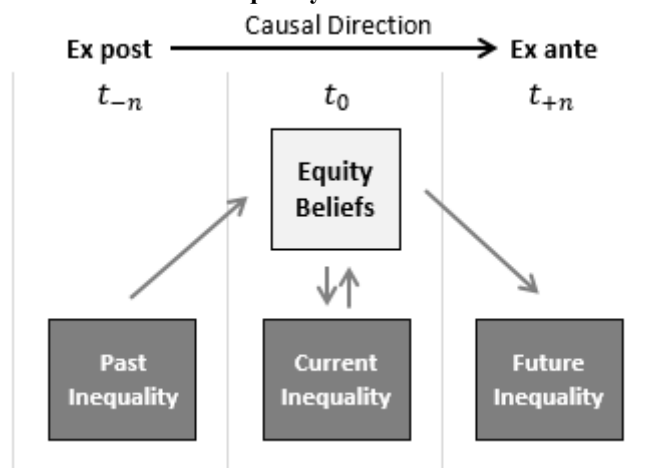 Causal Direction
Ex post
Ex ante
t₋ₙ
t₀
t₊ₙ
Equity
Beliefs
Past
Inequality
Current
Inequality
Future
Inequality